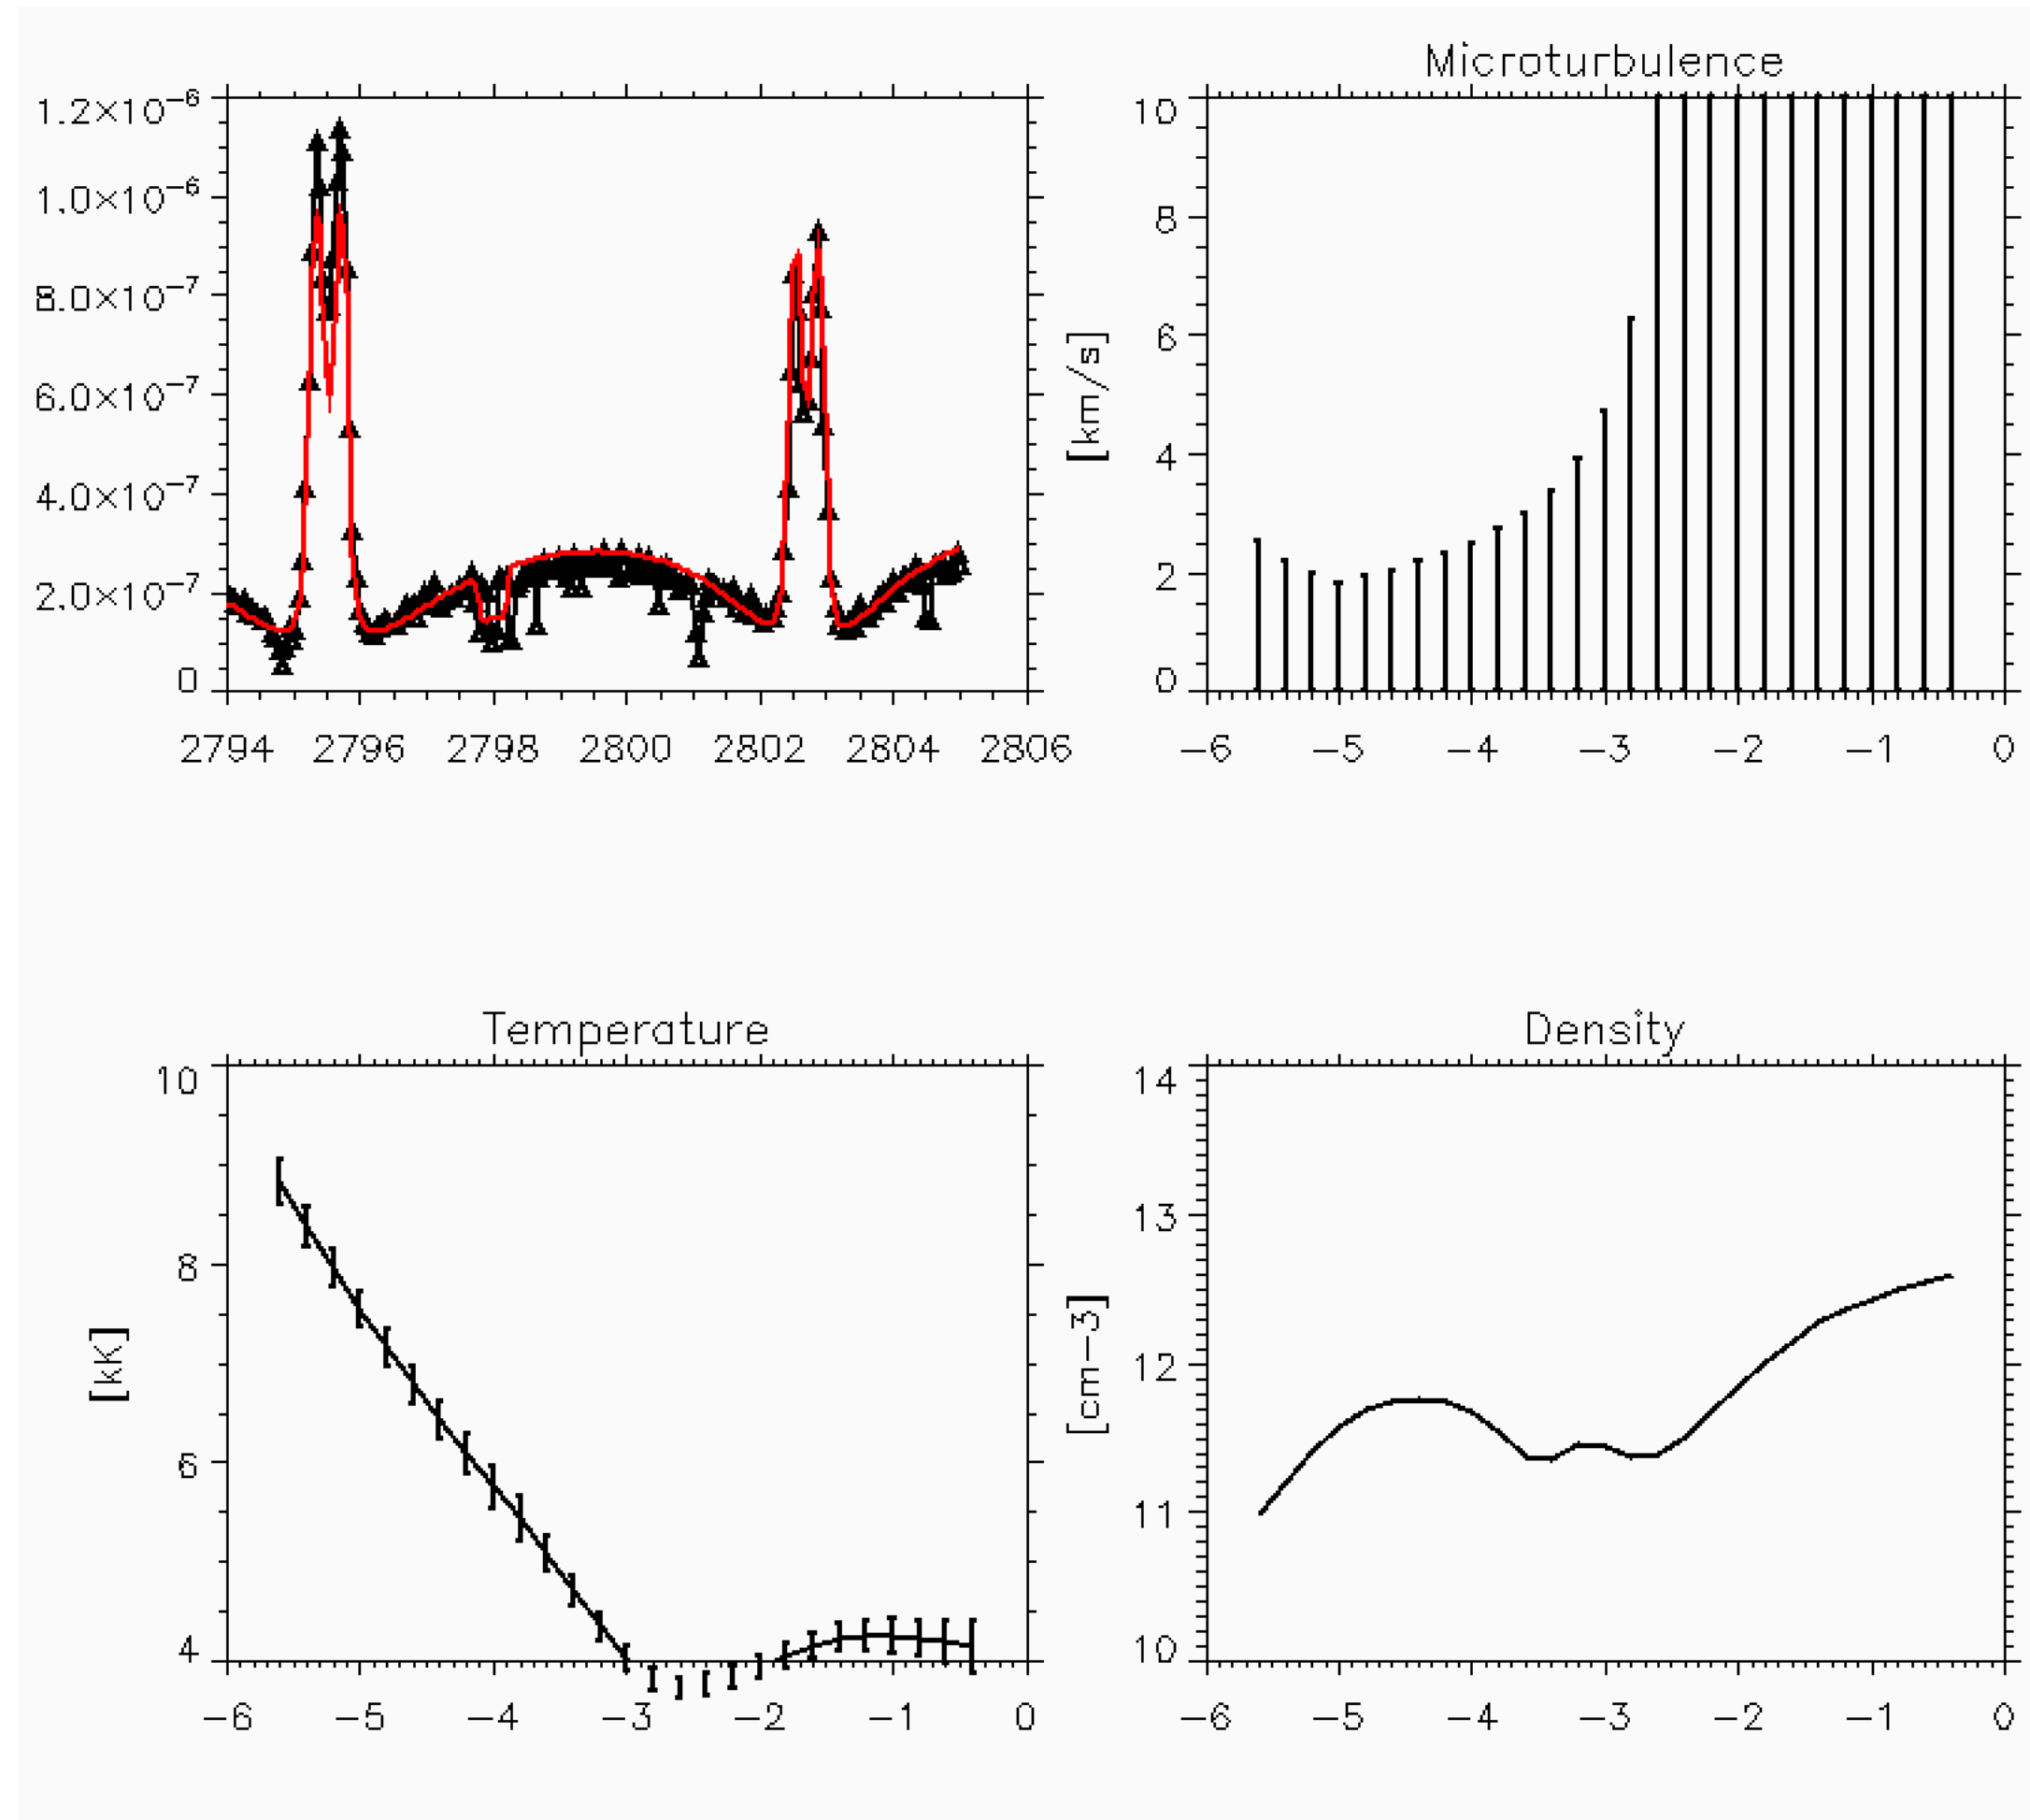 1.2×10⁻⁶
1.0×10⁻⁶
8.0×10⁻⁷
6.0×10⁻⁷
4.0×10⁻⁷
2.0×10⁻⁷
0
2794 2796 2798 2800 2802 2804 2806
Microturbulence
[km/s]
10
8
6
4
2
0
−6 −5 −4 −3 −2 −1 0
Temperature
[kK]
10
8
6
4
−6 −5 −4 −3 −2 −1 0
Density
[cm−3]
14
13
12
11
10
−6 −5 −4 −3 −2 −1 0